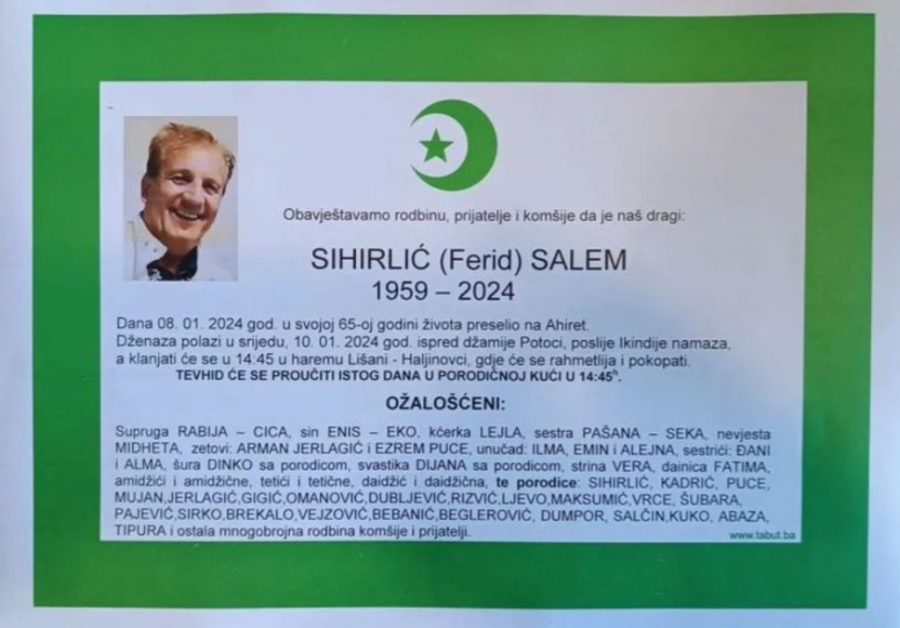 Obavještavamo rodbinu, prijatelje i komšije da je naš dragi:
SIHIRLIĆ (Ferid) SALEM
1959 – 2024
Dana 08. 01. 2024 god. u svojoj 65-oj godini života preselio na Ahiret.
Dženaza polazi u srijedu, 10. 01. 2024 god. ispred džamije Potoci, poslije Ikindije namaza,
a klanjati će se u 14:45 u haremu Lišani - Haljinovci, gdje će se rahmetlija i pokopati.
TEVHID ĆE SE PROUČITI ISTOG DANA U PORODIČNOJ KUĆI U 14:45ʰ.
OŽALOŠĆENI:
Supruga RABIJA – CICA, sin ENIS – EKO, kćerka LEJLA, sestra PAŠANA – SEKA, nevjesta
MIDHETA, zetovi: ARMAN JERLAGIĆ i EZREM PUCE, unučad: ILMA, EMIN i ALEJNA, sestrići: ĐANI
i ALMA, šura DINKO sa porodicom, svastika DIJANA sa porodicom, strina VERA, dainica FATIMA,
amidžići i amidžične, tetići i tetične, daidžić i daidžična, te porodice: SIHIRLIĆ, KADRIĆ, PUCE,
MUJAN,JERLAGIĆ,GIGIĆ,OMANOVIĆ,DUBLJEVIĆ,RIZVIĆ,LJEVO,MAKSUMIĆ,VRCE, ŠUBARA,
PAJEVIĆ,SIRKO,BREKALO,VEJZOVIĆ,BEBANIĆ,BEGLEROVIĆ, DUMPOR, SALČIN,KUKO, ABAZA,
TIPURA i ostala mnogobrojna rodbina komšije i prijatelji.
www.tabut.ba